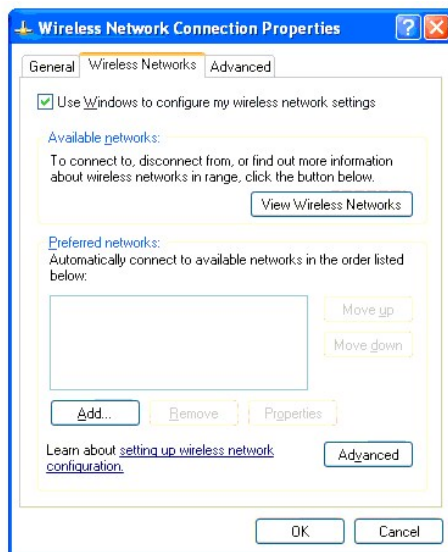 Wireless Network Connection Properties
General Wireless Networks Advanced
Use Windows to configure my wireless network settings
Available networks:
To connect to, disconnect from, or find out more information
about wireless networks in range, click the button below.
View Wireless Networks
Preferred networks:
Automatically connect to available networks in the order listed
below:
Move up
Move down
Add... Remove Properties
Learn about setting up wireless network
configuration.
Advanced
OK Cancel